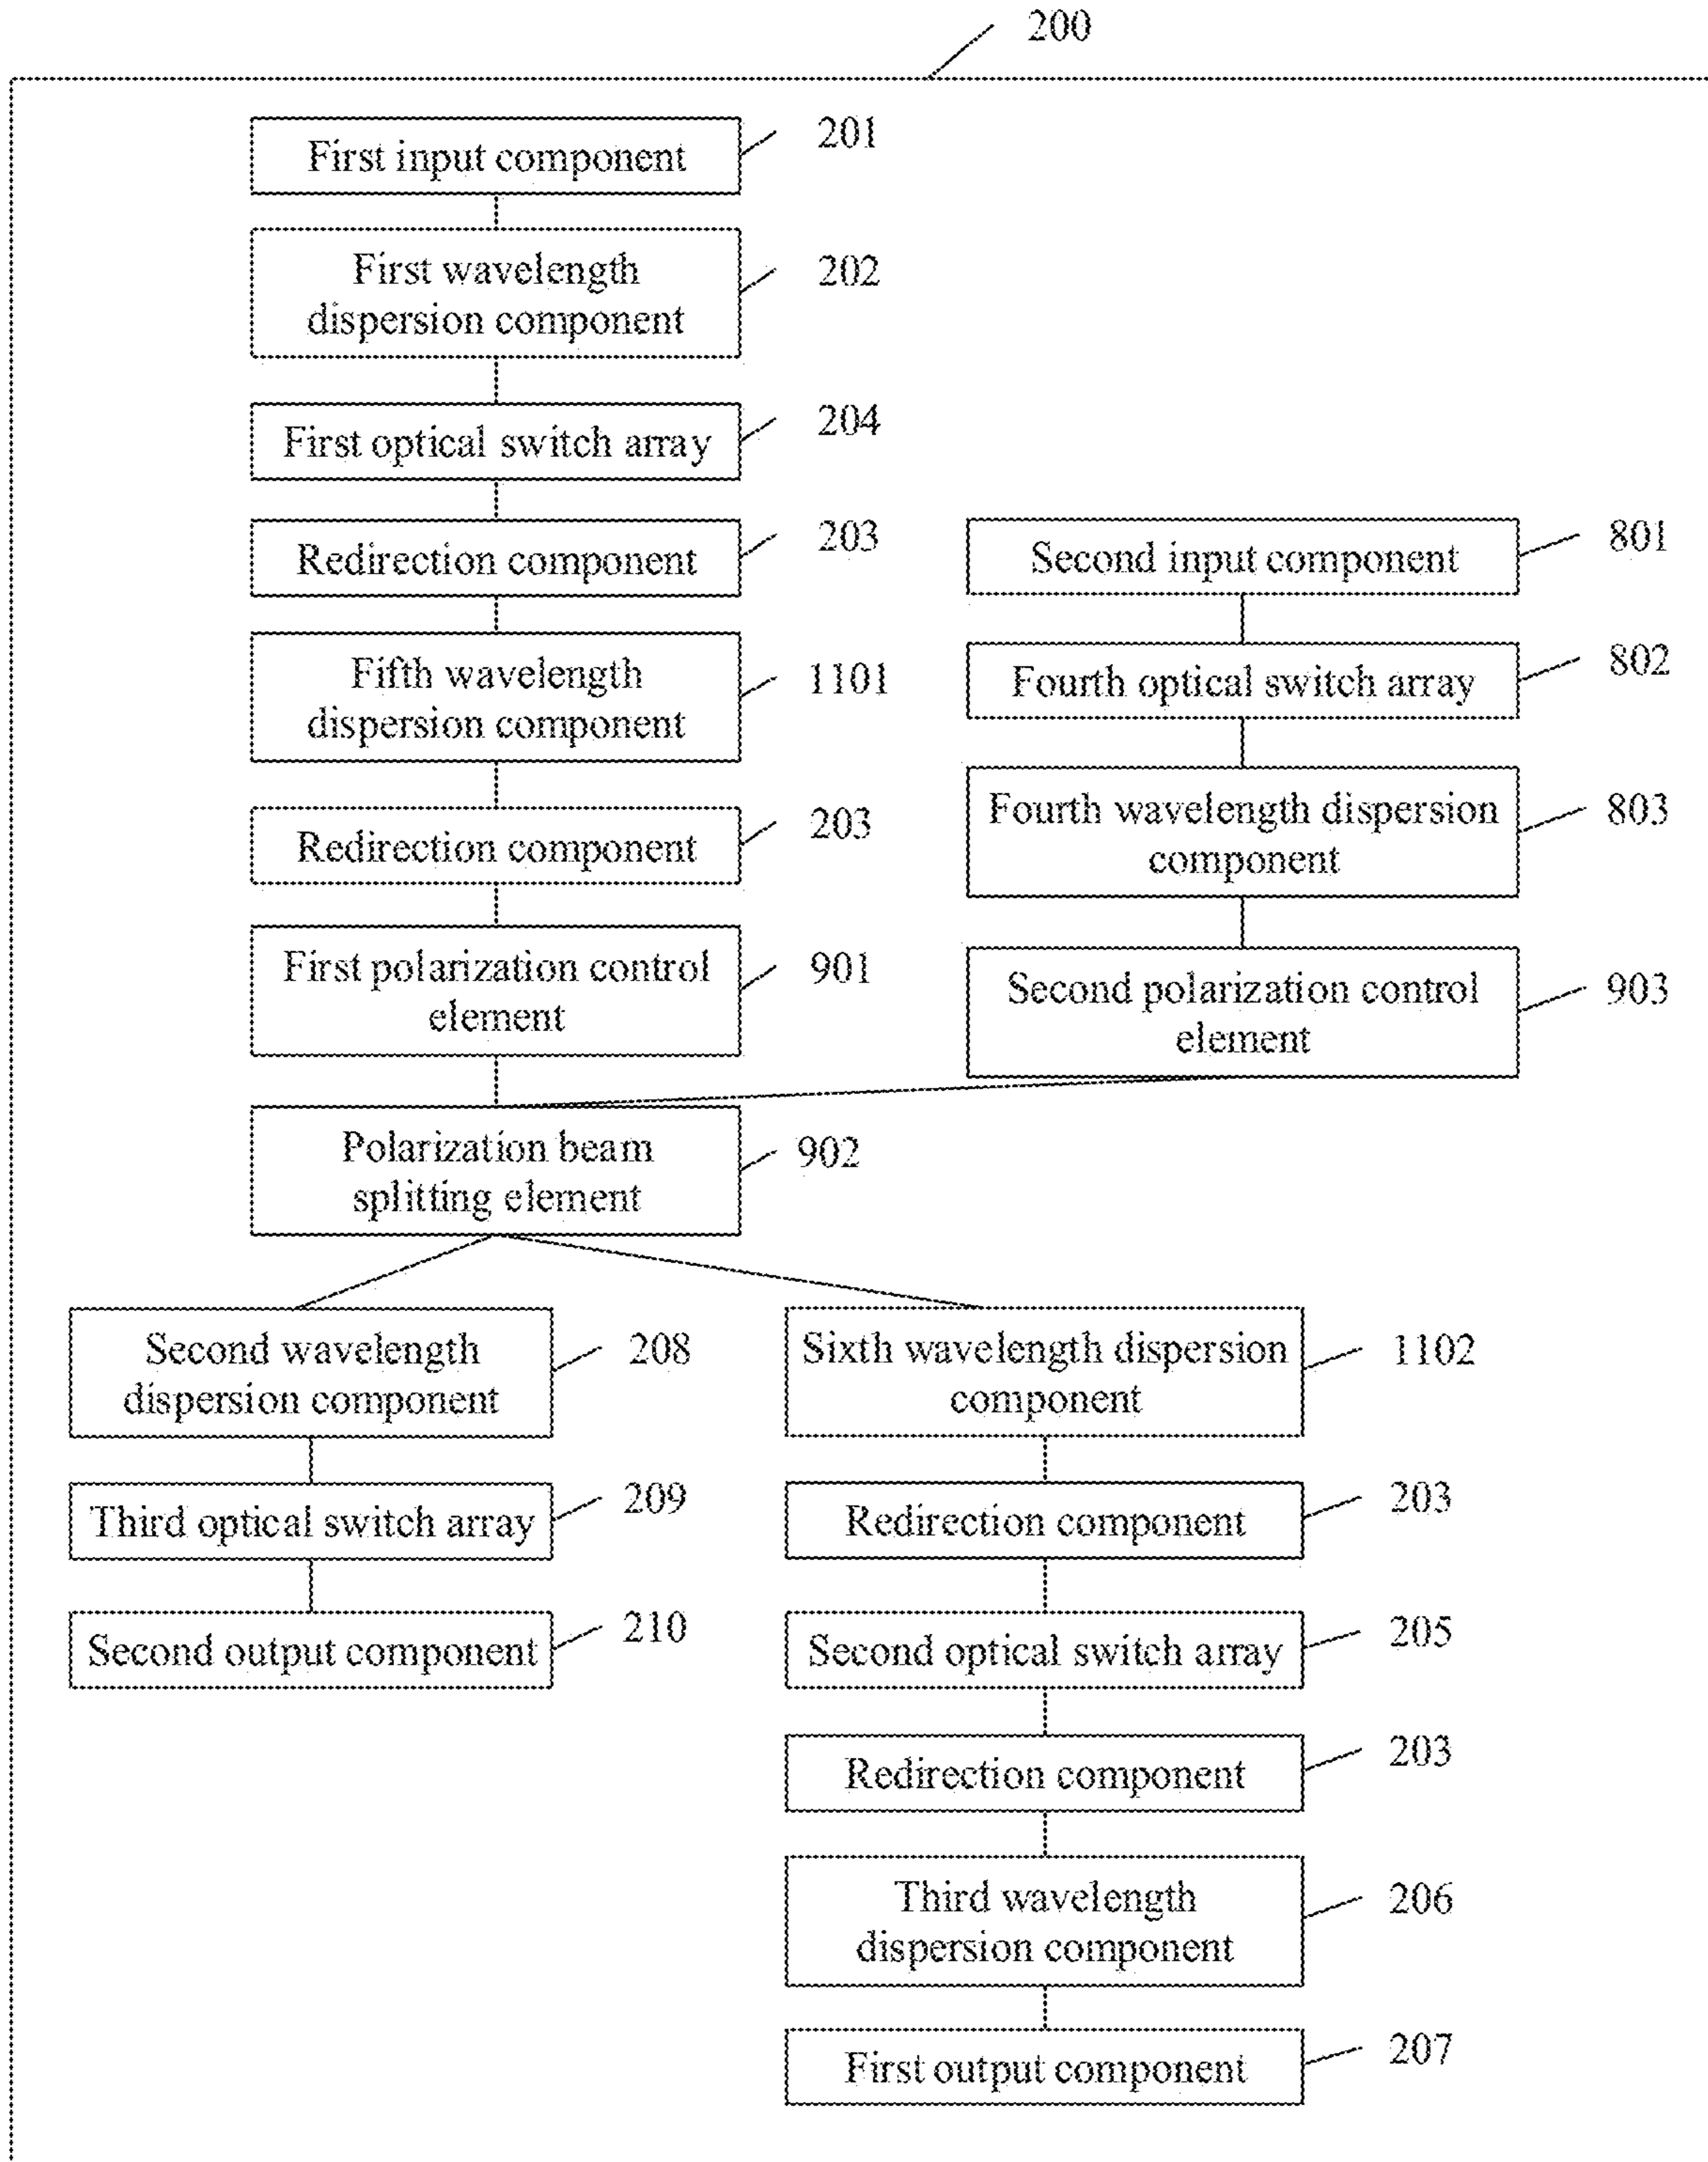 200
First input component
201
First wavelength
dispersion component
202
First optical switch array
204
Redirection component
203
Second input component
801
Fifth wavelength
dispersion component
1101
Fourth optical switch array
802
Redirection component
203
Fourth wavelength dispersion
component
803
First polarization control
element
901
Second polarization control
element
903
Polarization beam
splitting element
902
Second wavelength
dispersion component
208
Sixth wavelength dispersion
component
1102
Third optical switch array
209
Redirection component
203
Second output component
210
Second optical switch array
205
Redirection component
203
Third wavelength
dispersion component
206
First output component
207